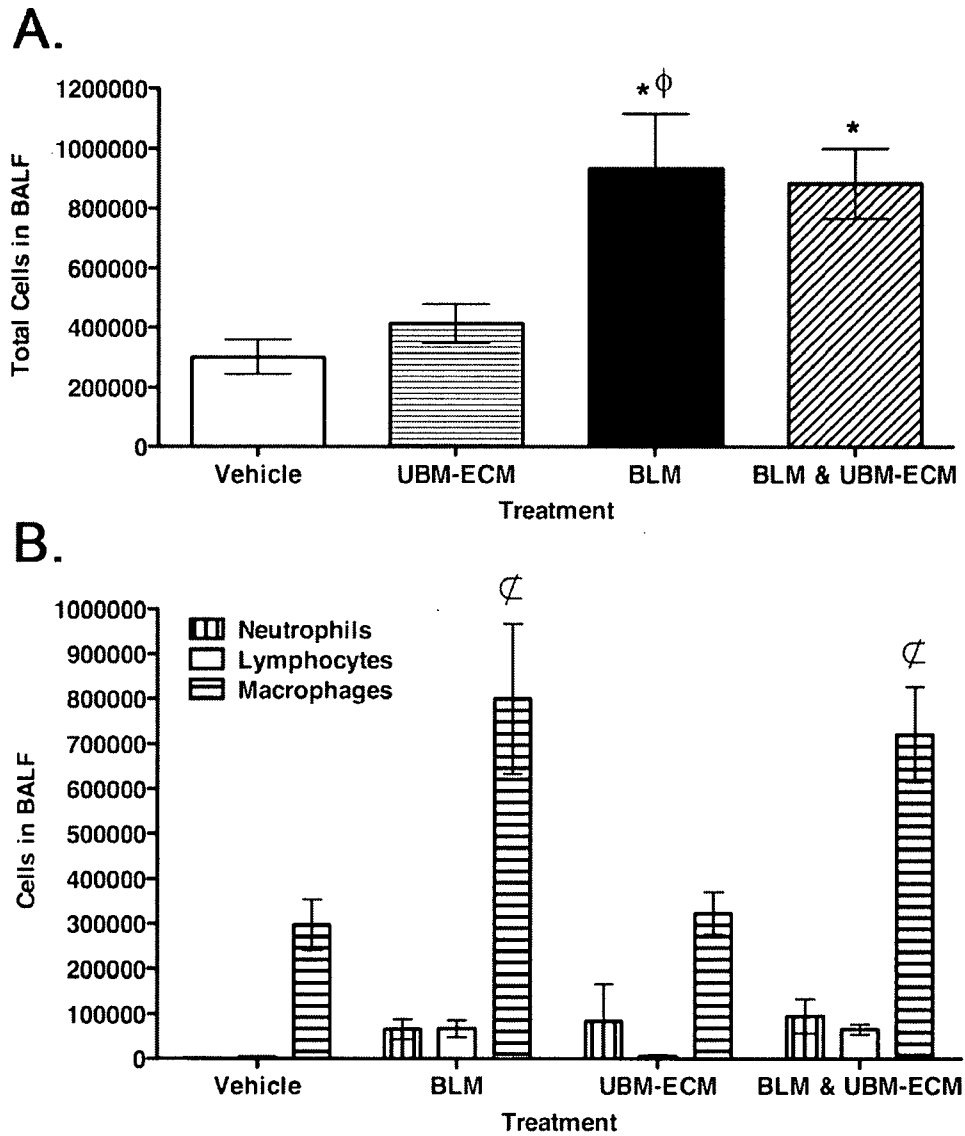 A.
1200000
* ϕ
1000000
*
800000
600000
400000
200000
0
Total Cells in BALF
Vehicle UBM-ECM BLM BLM & UBM-ECM
Treatment
B.
1000000
900000
800000
700000
600000
500000
400000
300000
200000
100000
0
Cells in BALF
Neutrophils
Lymphocytes
Macrophages
⊄
⊄
Vehicle BLM UBM-ECM BLM & UBM-ECM
Treatment